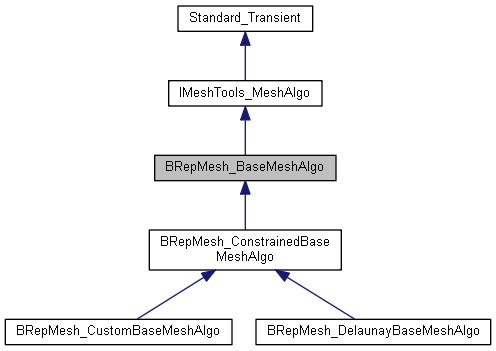 Standard_Transient
IMeshTools_MeshAlgo
BRepMesh_BaseMeshAlgo
BRepMesh_ConstrainedBase
MeshAlgo
BRepMesh_CustomBaseMeshAlgo
BRepMesh_DelaunayBaseMeshAlgo